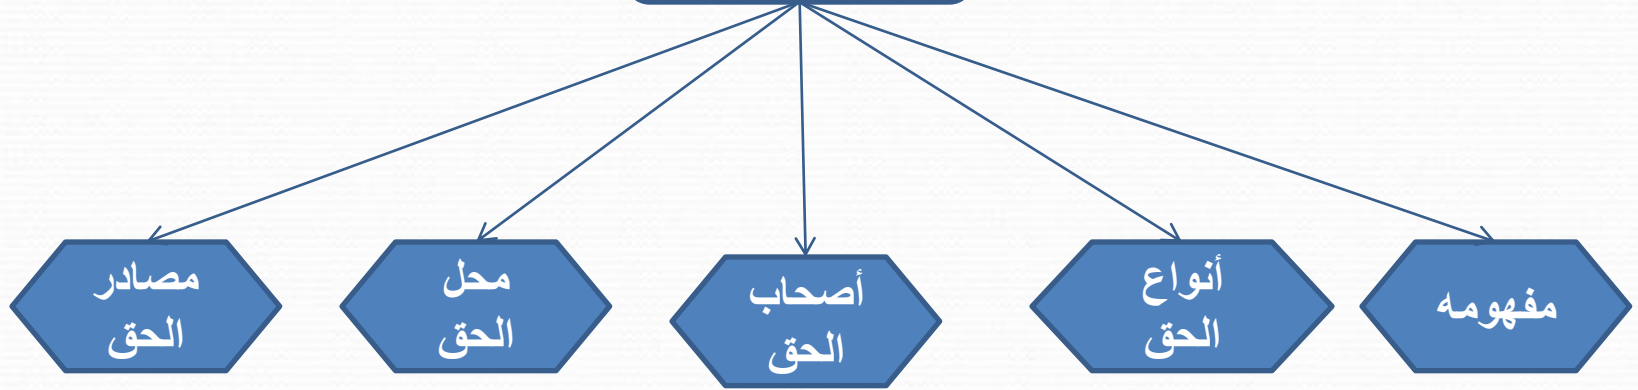 مفهومه
أنواع
الحق
أصحاب
الحق
محل
الحق
مصادر
الحق